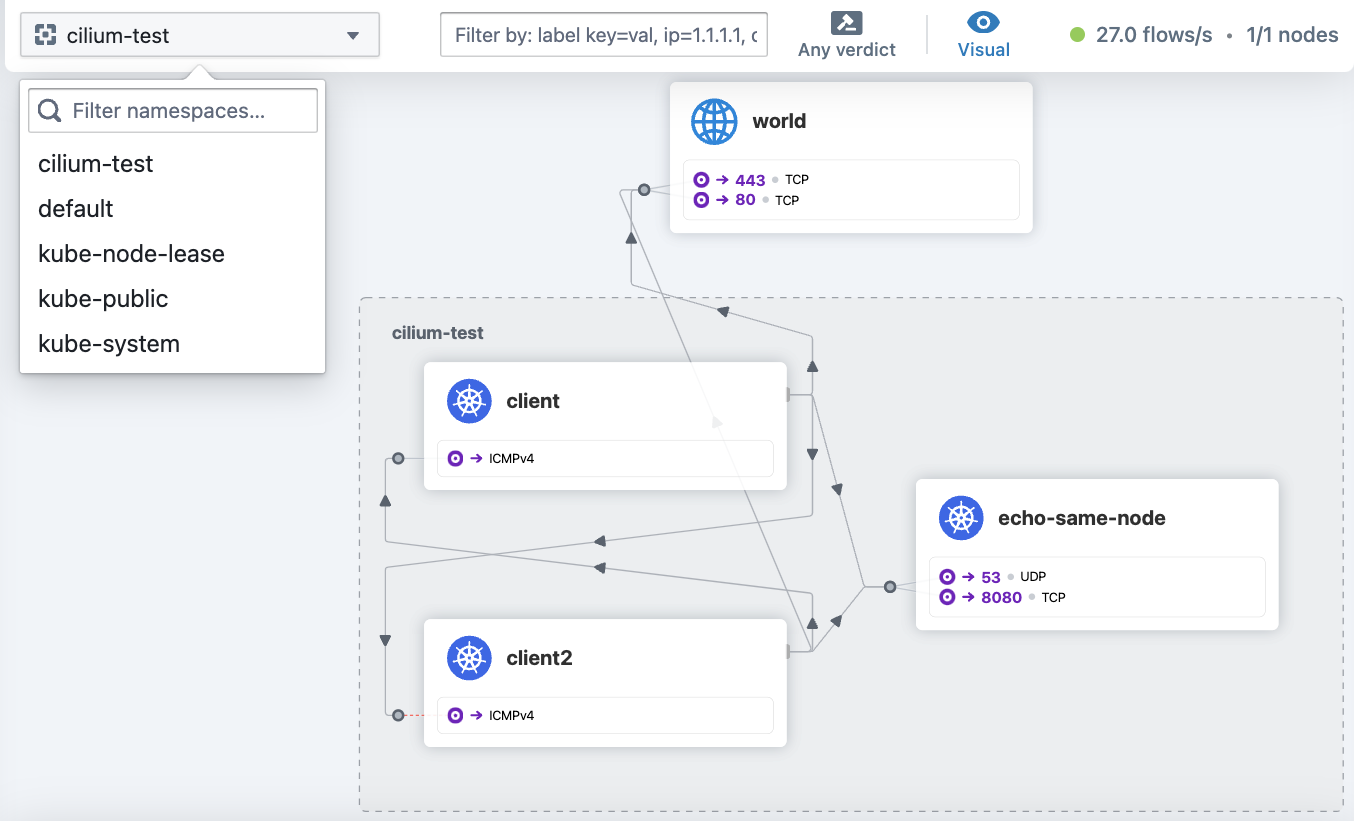 cilium-test
Filter by: label key=val, ip=1.1.1.1, c
Any verdict
Visual
27.0 flows/s • 1/1 nodes
Filter namespaces...
cilium-test
default
kube-node-lease
kube-public
kube-system
world
→ 443 • TCP
→ 80 • TCP
cilium-test
client
→ ICMPv4
echo-same-node
→ 53 • UDP
→ 8080 • TCP
client2
→ ICMPv4